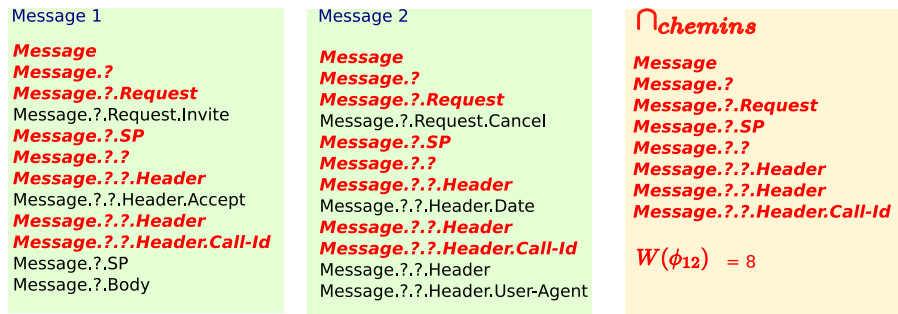 Message 1
Message
Message.?
Message.?.Request
Message.?.Request.Invite
Message.?.SP
Message.?.?
Message.?.?.Header
Message.?.?.Header.Accept
Message.?.?.Header
Message.?.?.Header.Call-Id
Message.?.SP
Message.?.Body
Message 2
Message
Message.?
Message.?.Request
Message.?.Request.Cancel
Message.?.SP
Message.?.?
Message.?.?.Header
Message.?.?.Header.Date
Message.?.?.Header
Message.?.?.Header.Call-Id
Message.?.?.Header
Message.?.?.Header.User-Agent
⋂chemins
Message
Message.?
Message.?.Request
Message.?.SP
Message.?.?
Message.?.?.Header
Message.?.?.Header
Message.?.?.Header.Call-Id
W(ϕ₁₂) = 8